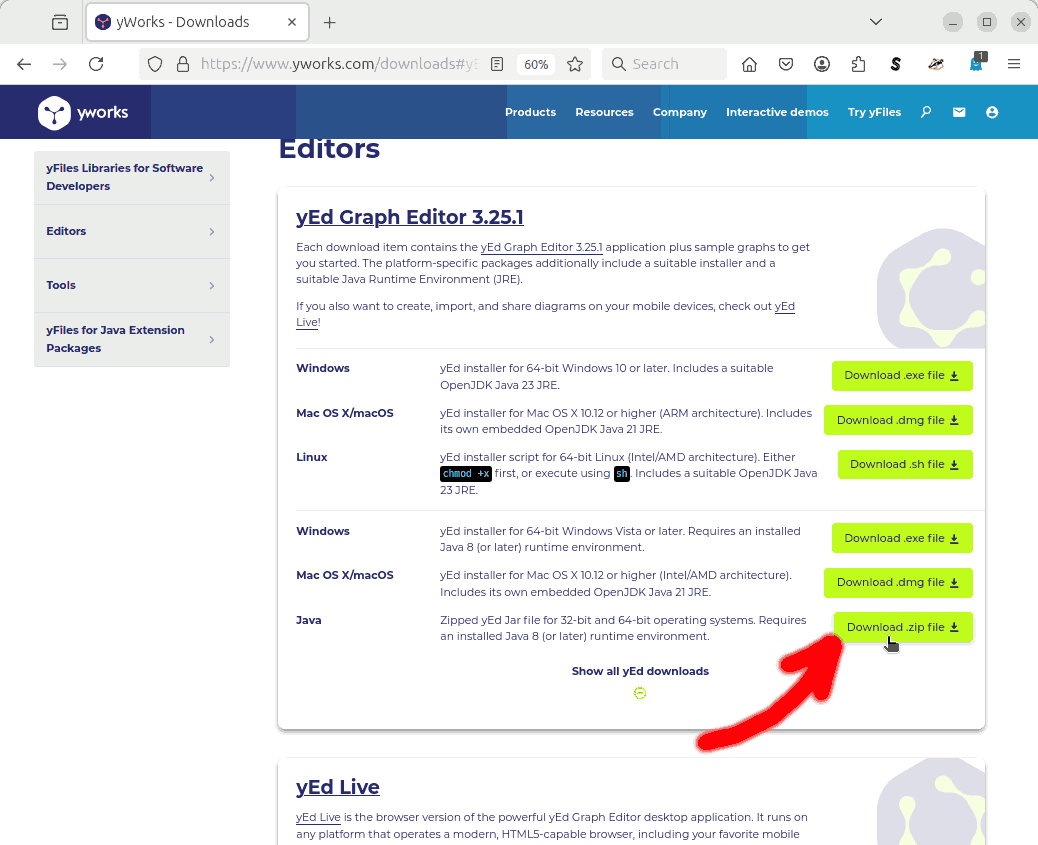 yWorks - Downloads
https://www.yworks.com/downloads#yE
60%
Search
1
yworks
Products
Resources
Company
Interactive demos
Try yFiles
Editors
yFiles Libraries for Software
Developers
Editors
Tools
yFiles for Java Extension
Packages
yEd Graph Editor 3.25.1
Each download item contains the yEd Graph Editor 3.25.1 application plus sample graphs to get
you started. The platform-specific packages additionally include a suitable installer and a
suitable Java Runtime Environment (JRE).
If you also want to create, import, and share diagrams on your mobile devices, check out yEd
Live!
Windows
yEd installer for 64-bit Windows 10 or later. Includes a suitable
OpenJDK Java 23 JRE.
Download .exe file
Mac OS X/macOS
yEd installer for Mac OS X 10.12 or higher (ARM architecture). Includes
its own embedded OpenJDK Java 21 JRE.
Download .dmg file
Linux
yEd installer script for 64-bit Linux (Intel/AMD architecture). Either
chmod +x first, or execute using sh. Includes a suitable OpenJDK Java
23 JRE.
Download .sh file
Windows
yEd installer for 64-bit Windows Vista or later. Requires an installed
Java 8 (or later) runtime environment.
Download .exe file
Mac OS X/macOS
yEd installer for Mac OS X 10.12 or higher (Intel/AMD architecture).
Includes its own embedded OpenJDK Java 21 JRE.
Download .dmg file
Java
Zipped yEd Jar file for 32-bit and 64-bit operating systems. Requires
an installed Java 8 (or later) runtime environment.
Download .zip file
Show all yEd downloads
yEd Live
yEd Live is the browser version of the powerful yEd Graph Editor desktop application. It runs on
any platform that operates a modern, HTML5-capable browser, including your favorite mobile